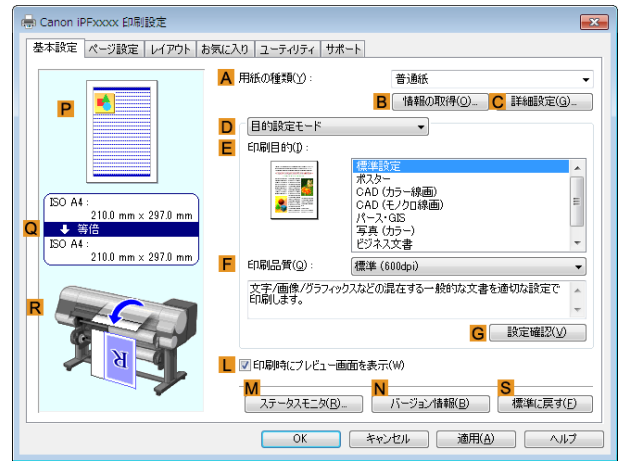 Canon iPFxxxx 印刷設定
基本設定 ページ設定 レイアウト お気に入り ユーティリティ サポート
A 用紙の種類(Y): 普通紙
B 情報の取得(O)... C 詳細設定(G)...
P
D 目的設定モード
E 印刷目的(I):
標準設定
ポスター
CAD (カラー線画)
CAD (モノクロ線画)
パース・GIS
写真 (カラー)
ビジネス文書
ISO A4 :
210.0 mm x 297.0 mm
Q 等倍
ISO A4 :
210.0 mm x 297.0 mm
F 印刷品質(Q): 標準 (600dpi)
文字/画像/グラフィックスなどの混在する一般的な文書を適切な設定で
印刷します。
R
G 設定確認(V)
L 印刷時にプレビュー画面を表示(W)
M N S
ステータスモニタ(R)... バージョン情報(B) 標準に戻す(F)
OK キャンセル 適用(A) ヘルプ